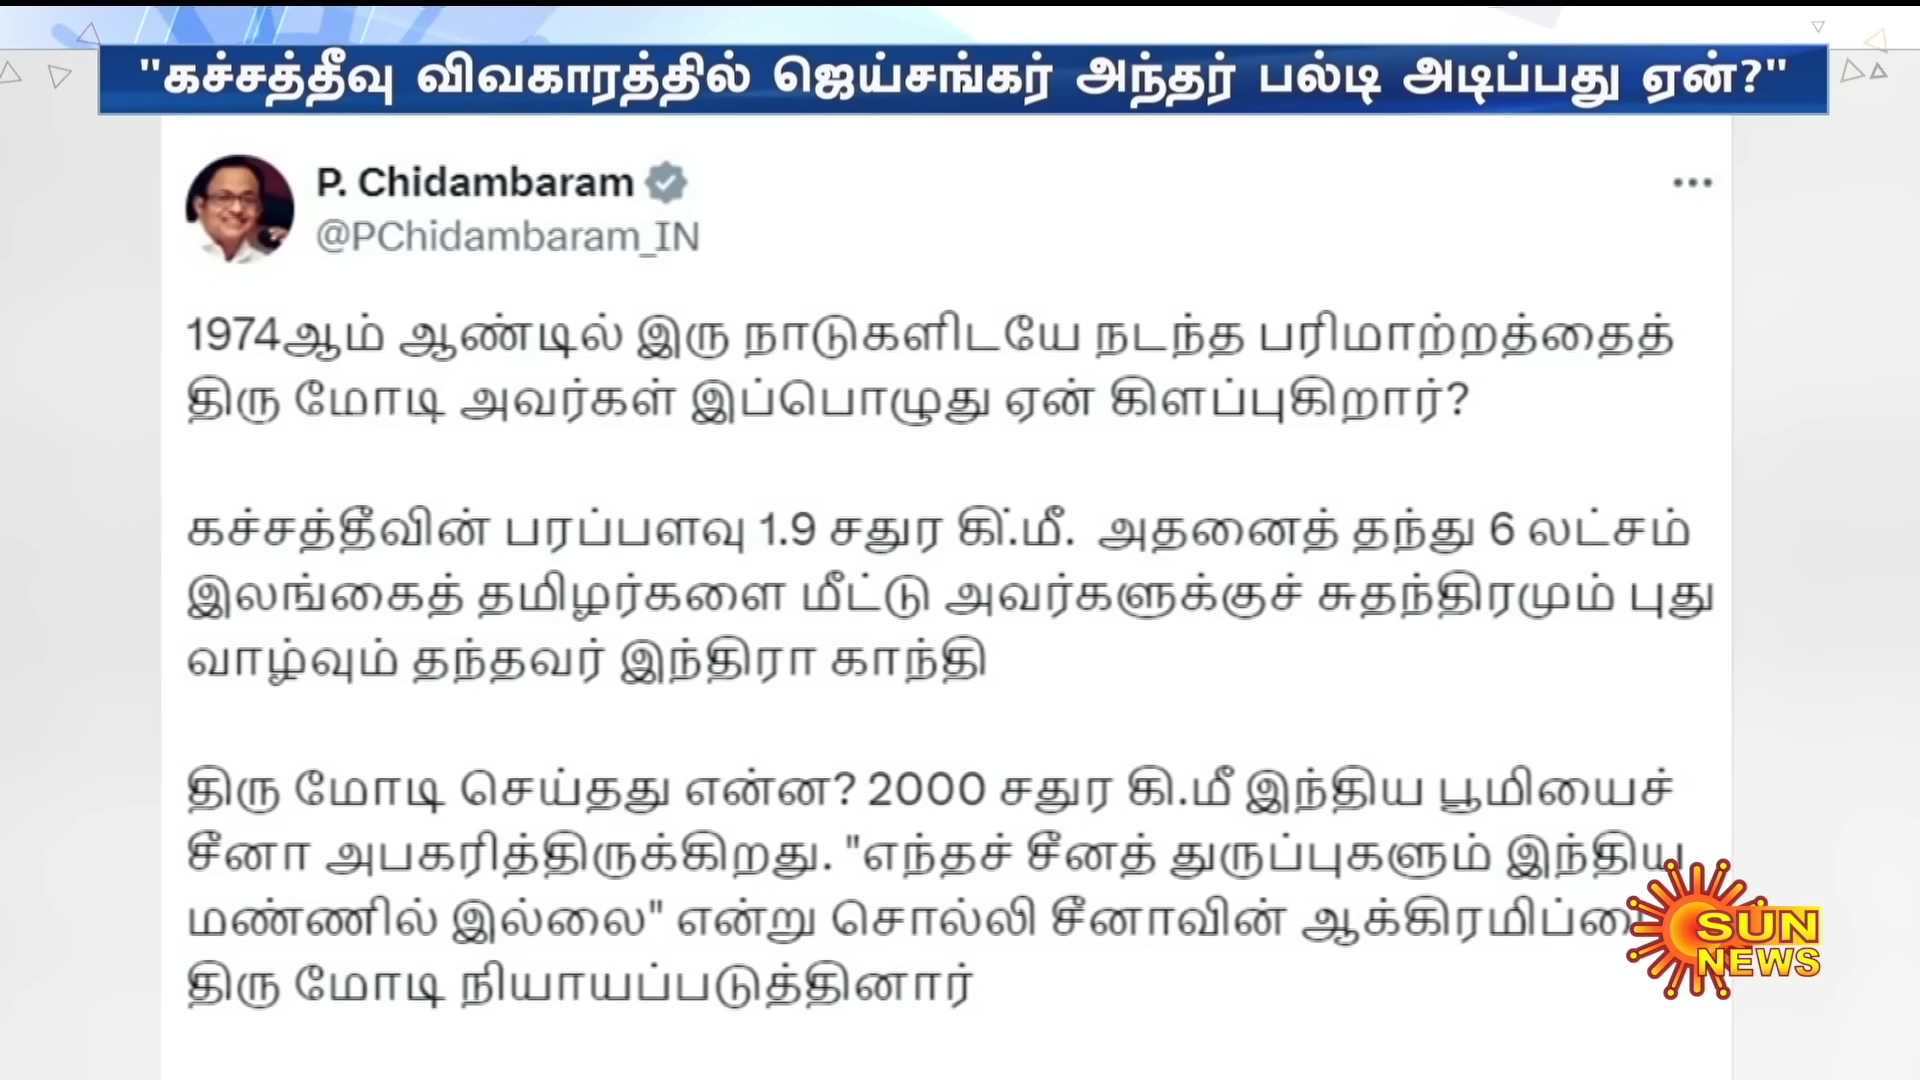 "கச்சத்தீவு விவகாரத்தில் ஜெய்சங்கர் அந்தர் பல்டி அடிப்பது ஏன்?"
P. Chidambaram
@PChidambaram_IN
1974ஆம் ஆண்டில் இரு நாடுகளிடயே நடந்த பரிமாற்றத்தைத்
திரு மோடி அவர்கள் இப்பொழுது ஏன் கிளப்புகிறார்?
கச்சத்தீவின் பரப்பளவு 1.9 சதுர கி.மீ. அதனைத் தந்து 6 லட்சம்
இலங்கைத் தமிழர்களை மீட்டு அவர்களுக்குச் சுதந்திரமும் புது
வாழ்வும் தந்தவர் இந்திரா காந்தி
திரு மோடி செய்தது என்ன? 2000 சதுர கி.மீ இந்திய பூமியைச்
சீனா அபகரித்திருக்கிறது. "எந்தச் சீனத் துருப்புகளும் இந்திய
மண்ணில் இல்லை" என்று சொல்லி சீனாவின்
திரு மோடி நியாயப்படுத்தினார்
SUN
NEWS